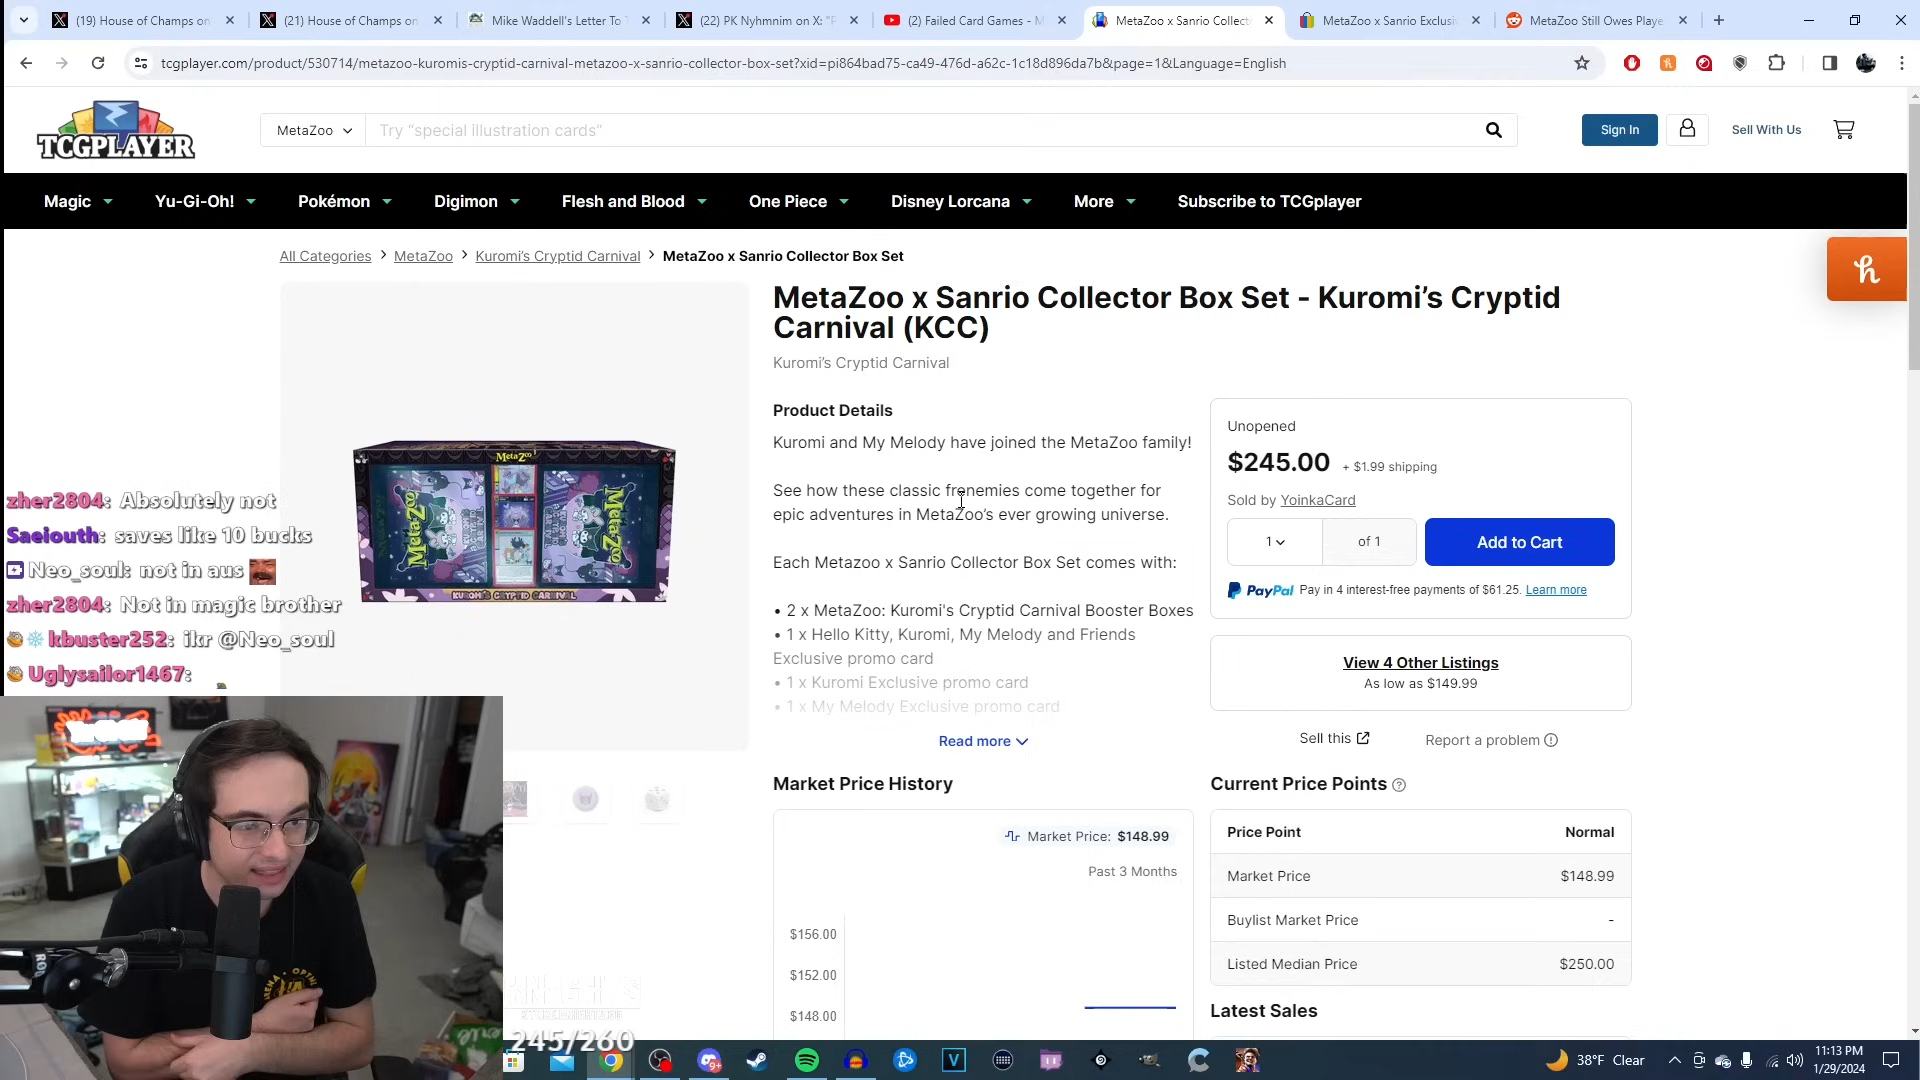 (19) House of Champs on
(21) House of Champs on
Mike Waddell's Letter To T
(22) PK Nyhmnim on X: "F
(2) Failed Card Games - M
MetaZoo x Sanrio Collecto
MetaZoo x Sanrio Exclusiv
MetaZoo Still Owes Playe
tcgplayer.com/product/530714/metazoo-kuromis-cryptid-carnival-metazoo-x-sanrio-collector-box-set?xid=pi864bad75-ca49-476d-a62c-1c18d896da7b&page=1&Language=English
TCGPLAYER
MetaZoo
Try “special illustration cards”
Sign In
Sell With Us
Magic
Yu-Gi-Oh!
Pokémon
Digimon
Flesh and Blood
One Piece
Disney Lorcana
More
Subscribe to TCGplayer
All Categories > MetaZoo > Kuromi’s Cryptid Carnival > MetaZoo x Sanrio Collector Box Set
MetaZoo x Sanrio Collector Box Set - Kuromi’s Cryptid
Carnival (KCC)
Kuromi’s Cryptid Carnival
MetaZoo
MetaZoo
MetaZoo
KUROMI'S CRYPTID CARNIVAL
Product Details
Kuromi and My Melody have joined the MetaZoo family!
See how these classic frenemies come together for
epic adventures in MetaZoo’s ever growing universe.
Each Metazoo x Sanrio Collector Box Set comes with:
• 2 x MetaZoo: Kuromi's Cryptid Carnival Booster Boxes
• 1 x Hello Kitty, Kuromi, My Melody and Friends
Exclusive promo card
• 1 x Kuromi Exclusive promo card
• 1 x My Melody Exclusive promo card
Read more
Unopened
$245.00 + $1.99 shipping
Sold by YoinkaCard
1
of 1
Add to Cart
PayPal Pay in 4 interest-free payments of $61.25. Learn more
View 4 Other Listings
As low as $149.99
Sell this
Report a problem
Market Price History
Market Price: $148.99
Past 3 Months
$156.00
$152.00
$148.00
Current Price Points
Price Point Normal
Market Price $148.99
Buylist Market Price -
Listed Median Price $250.00
Latest Sales
zher2804: Absolutely not
Saeiouth: saves like 10 bucks
Neo_soul: not in aus
zher2804: Not in magic brother
kbuster252: ikr @Neo_soul
Uglysailor1467:
245/260
38°F Clear
11:13 PM
1/29/2024